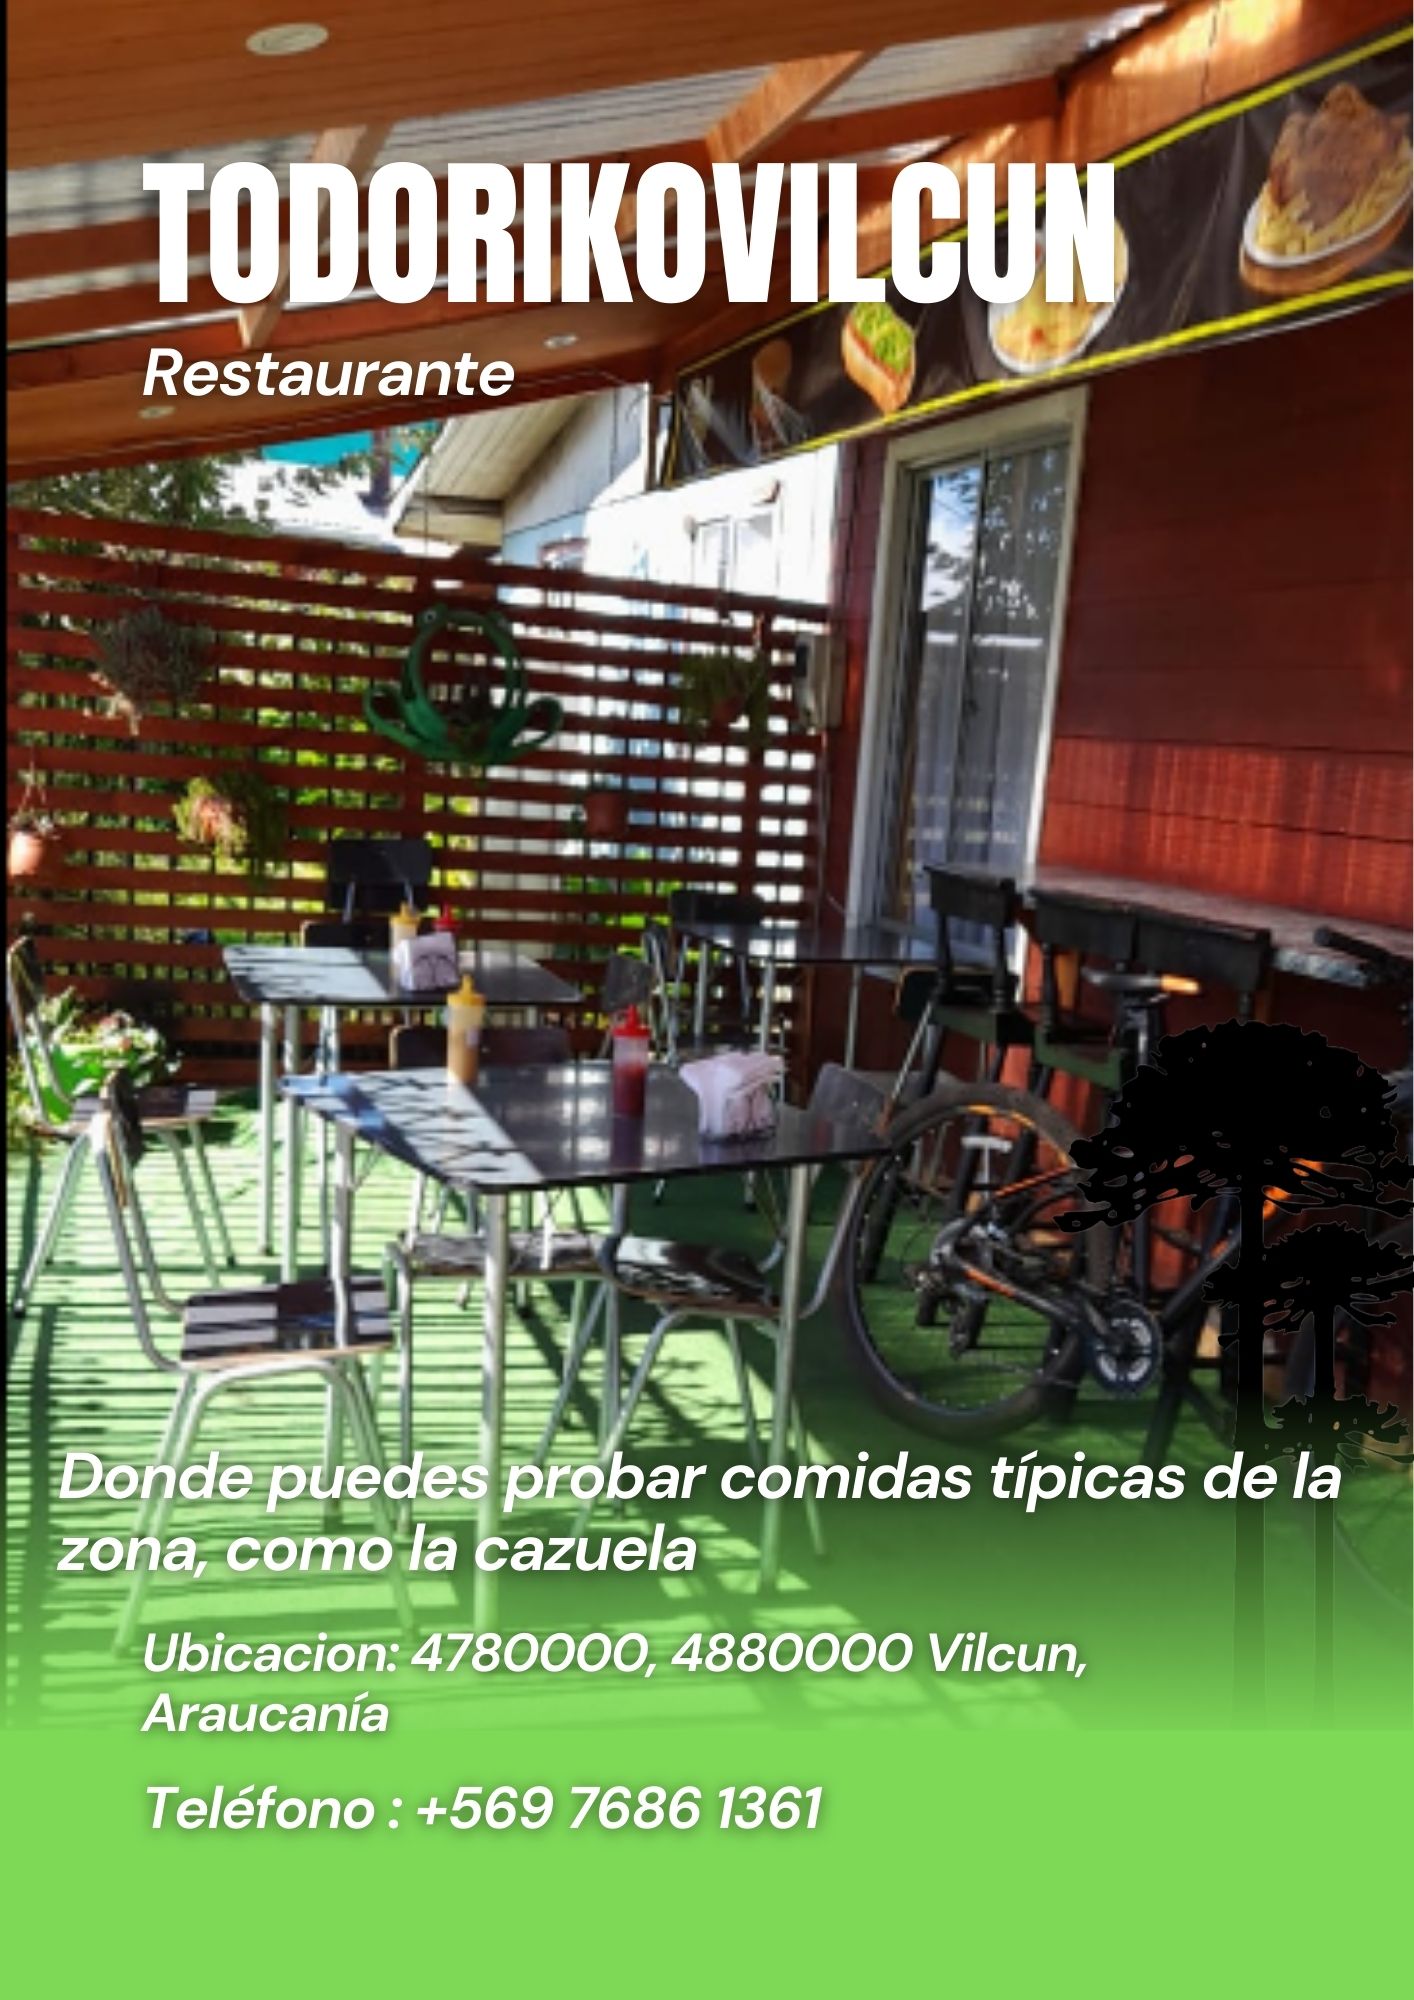 TODORIKOVILCUN
Restaurante
Donde puedes probar comidas típicas de la
zona, como la cazuela
Ubicacion: 4780000, 4880000 Vilcun,
Araucanía
Teléfono : +569 7686 1361